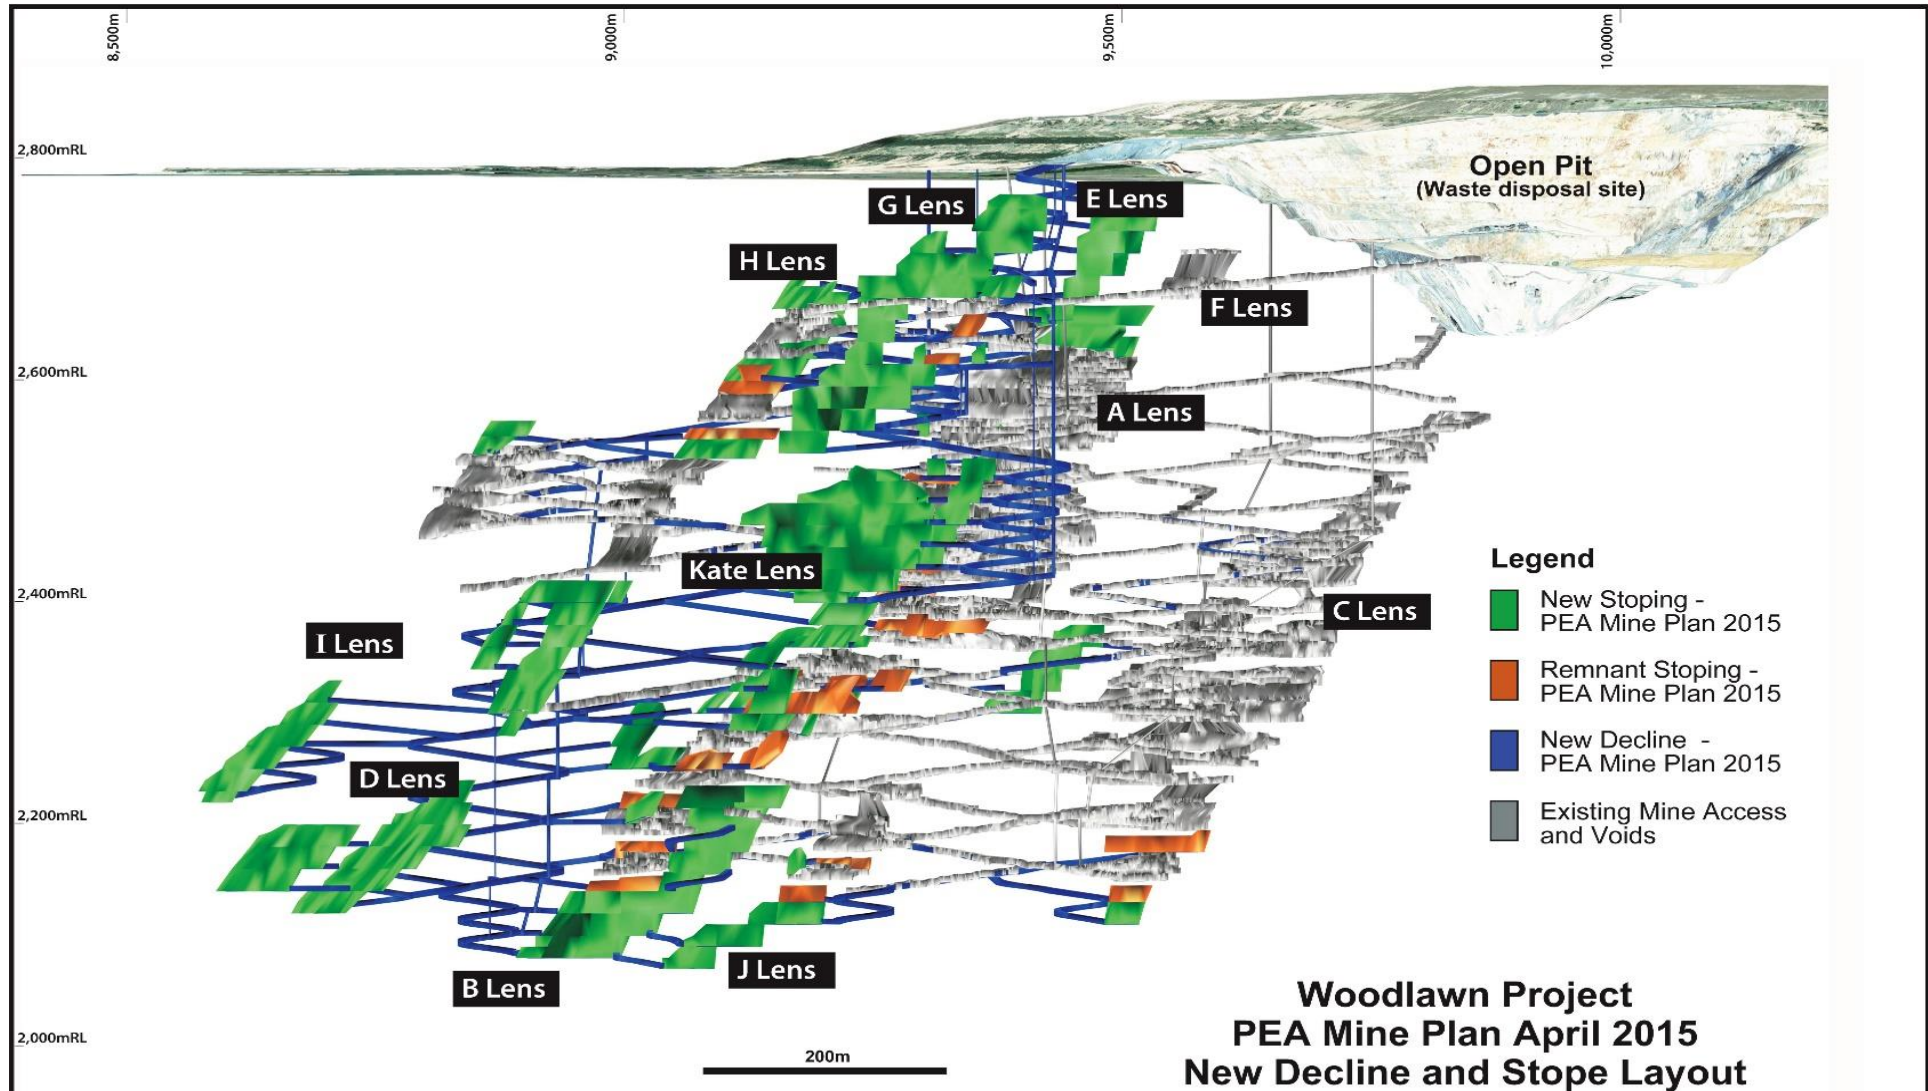 8,500m
9,000m
9,500m
10,000m
2,800mRL
Open Pit
(Waste disposal site)
G Lens
E Lens
H Lens
F Lens
2,600mRL
A Lens
Kate Lens
2,400mRL
C Lens
I Lens
D Lens
2,200mRL
B Lens
J Lens
2,000mRL
200m
Legend
New Stoping -
PEA Mine Plan 2015
Remnant Stoping -
PEA Mine Plan 2015
New Decline -
PEA Mine Plan 2015
Existing Mine Access
and Voids
Woodlawn Project
PEA Mine Plan April 2015
New Decline and Stope Layout